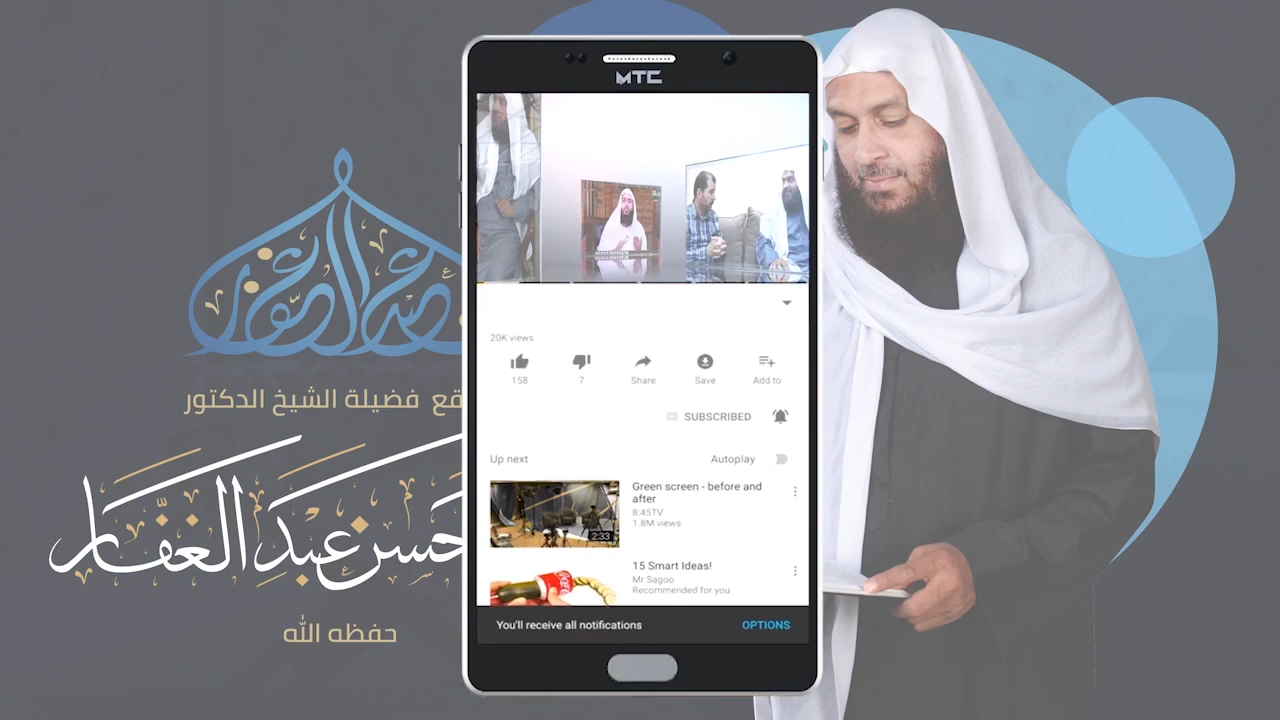 قع فضيلة الشيخ الدكتور
حسن عبد الغفار
حفظه الله
MTC
20K views
158
7
Share
Save
Add to
SUBSCRIBED
Up next
Autoplay
Green screen - before and
after
8:45TV
1.8M views
2:33
15 Smart Ideas!
Mr Sagoo
Recommended for you
You'll receive all notifications
OPTIONS